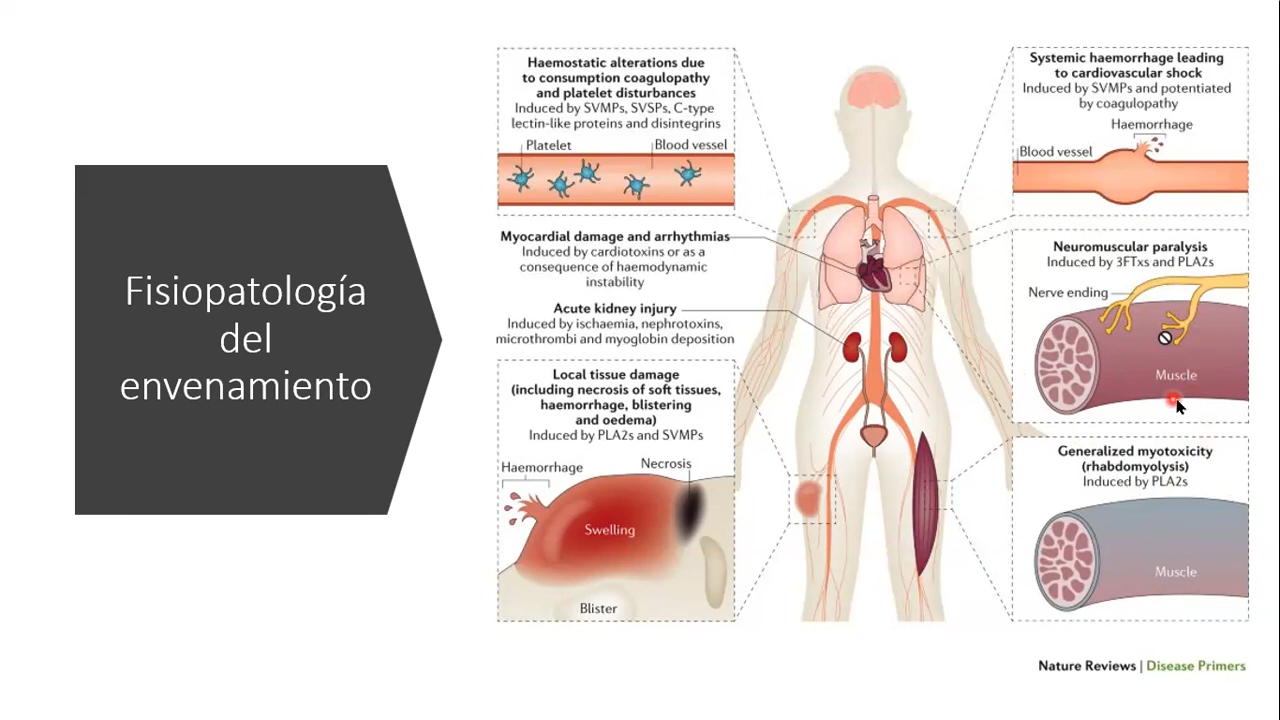 Fisiopatología
del
envenamiento
Haemostatic alterations due
to consumption coagulopathy
and platelet disturbances
Induced by SVMPs, SVSPs, C-type
lectin-like proteins and disintegrins
Platelet
Blood vessel
Myocardial damage and arrhythmias
Induced by cardiotoxins or as a
consequence of haemodynamic
instability
Acute kidney injury
Induced by ischaemia, nephrotoxins,
microthrombi and myoglobin deposition
Local tissue damage
(including necrosis of soft tissues,
haemorrhage, blistering
and oedema)
Induced by PLA2s and SVMPs
Haemorrhage
Necrosis
Swelling
Blister
Systemic haemorrhage leading
to cardiovascular shock
Induced by SVMPs and potentiated
by coagulopathy
Haemorrhage
Blood vessel
Neuromuscular paralysis
Induced by 3FTxs and PLA2s
Nerve ending
Muscle
Generalized myotoxicity
(rhabdomyolysis)
Induced by PLA2s
Muscle
Nature Reviews | Disease Primers